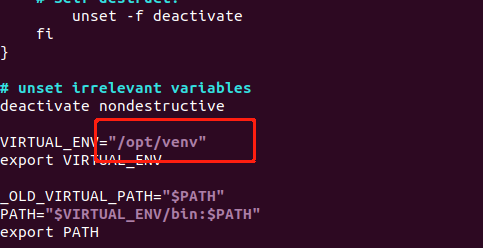 # self destruct!
unset -f deactivate
fi
}
# unset irrelevant variables
deactivate nondestructive
VIRTUAL_ENV="/opt/venv"
export VIRTUAL_ENV
_OLD_VIRTUAL_PATH="$PATH"
PATH="$VIRTUAL_ENV/bin:$PATH"
export PATH